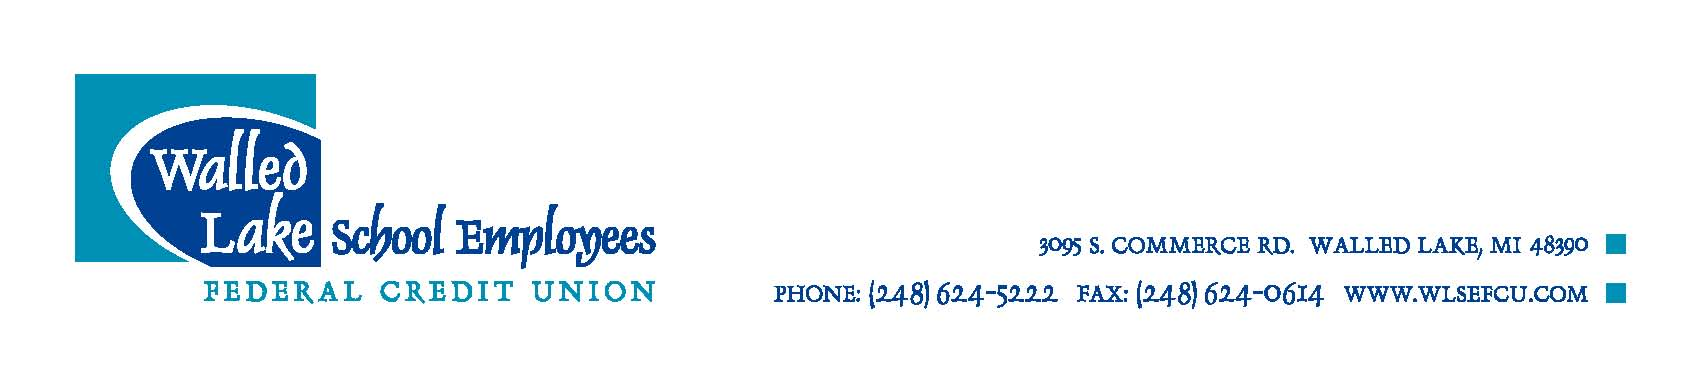 Walled
Lake School Employees
FEDERAL CREDIT UNION
3095 S. COMMERCE RD. WALLED LAKE, MI 48390
PHONE: (248) 624-5222 FAX: (248) 624-0614 WWW.WLSEFCU.COM